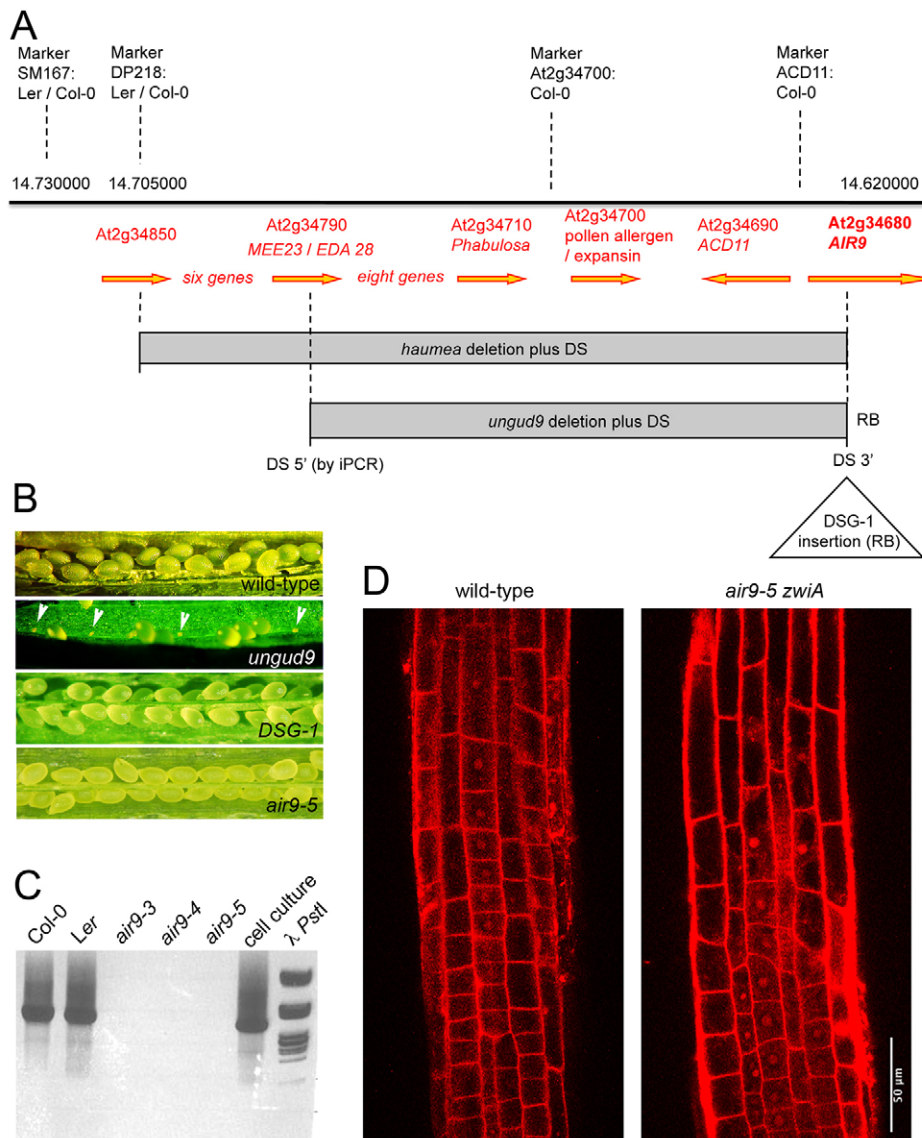 A
Marker SM167: Ler / Col-0
Marker DP218: Ler / Col-0
Marker At2g34700: Col-0
Marker ACD11: Col-0
14.730000 14.705000 14.620000
At2g34850
At2g34790
MEE23 / EDA 28
At2g34710
Phabulosa
At2g34700
pollen allergen
/ expansin
At2g34690
ACD11
At2g34680
AIR9
six genes
eight genes
haumea deletion plus DS
ungud9 deletion plus DS
RB
DS 5' (by iPCR)
DS 3'
DSG-1
insertion (RB)
B
wild-type
ungud9
DSG-1
air9-5
C
Col-0
Ler
air9-3
air9-4
air9-5
cell culture
λ PstI
D
wild-type
air9-5 zwiA
50 µm